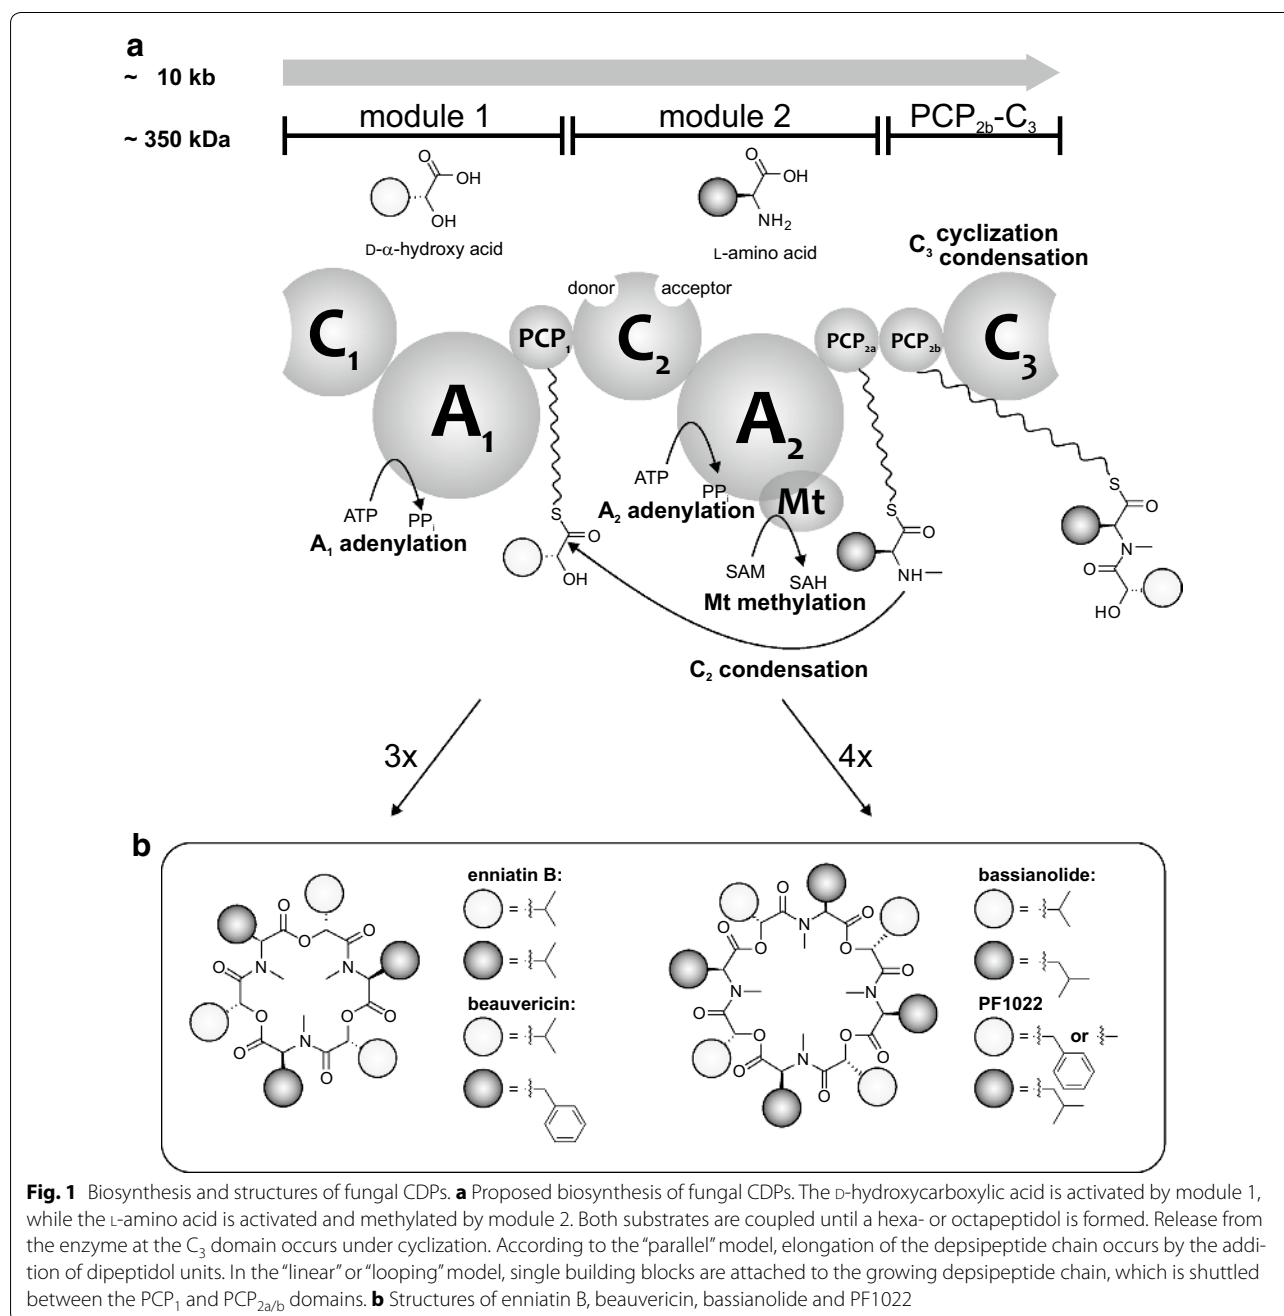 a
~ 10 kb
module 1
module 2
PCP2b-C3
~ 350 kDa
O
OH
OH
D-α-hydroxy acid
O
OH
NH2
L-amino acid
C3 cyclization
condensation
donor
acceptor
C1
A1
PCP1
C2
A2
PCP2a
PCP2b
C3
Mt
ATP
PPi
A1 adenylation
ATP
PPi
A2 adenylation
SAM
SAH
Mt methylation
S
O
OH
S
O
NH
S
O
N
O
HO
C2 condensation
3x
4x
b
O
O
O
N
O
N
O
O
O
O
N
O
enniatin B:
=
=
beauvericin:
=
=
O
N
O
O
O
O
N
O
N
O
O
O
O
N
O
O
bassianolide:
=
=
PF1022
= or
=
Fig. 1 Biosynthesis and structures of fungal CDPs. a Proposed biosynthesis of fungal CDPs. The D-hydroxycarboxylic acid is activated by module 1,
while the L-amino acid is activated and methylated by module 2. Both substrates are coupled until a hexa- or octapeptidol is formed. Release from
the enzyme at the C3 domain occurs under cyclization. According to the “parallel” model, elongation of the depsipeptide chain occurs by the addi-
tion of dipeptidol units. In the “linear” or “looping” model, single building blocks are attached to the growing depsipeptide chain, which is shuttled
between the PCP1 and PCP2a/b domains. b Structures of enniatin B, beauvericin, bassianolide and PF1022